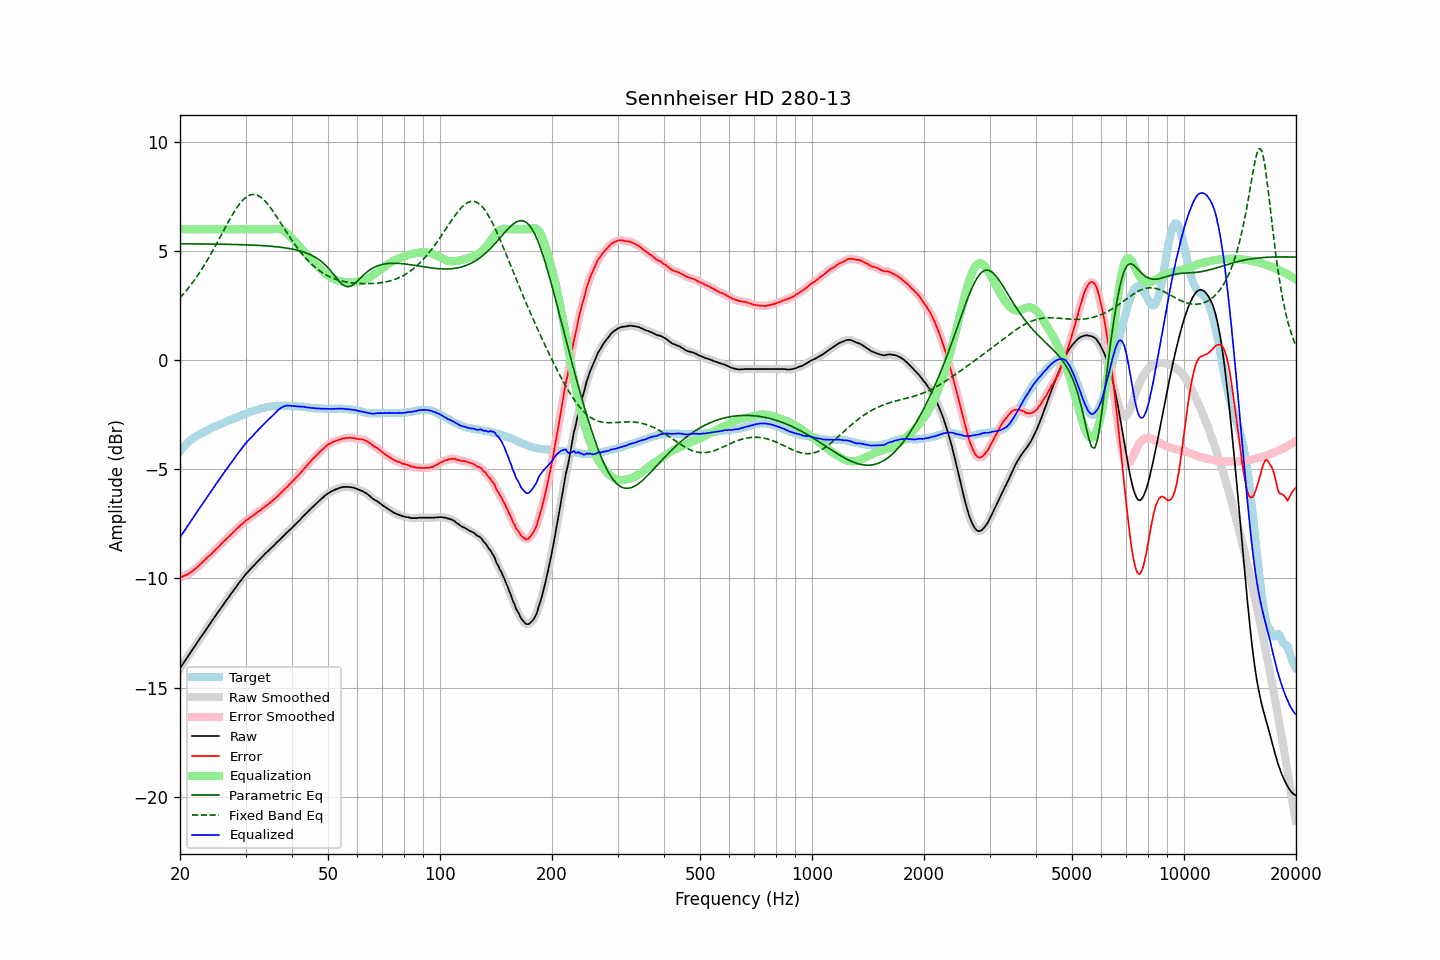 Sennheiser HD 280-13
Amplitude (dBr)
10
5
0
−5
−10
−15
−20
Target
Raw Smoothed
Error Smoothed
Raw
Error
Equalization
Parametric Eq
Fixed Band Eq
Equalized
20 50 100 200 500 1000 2000 5000 10000 20000
Frequency (Hz)